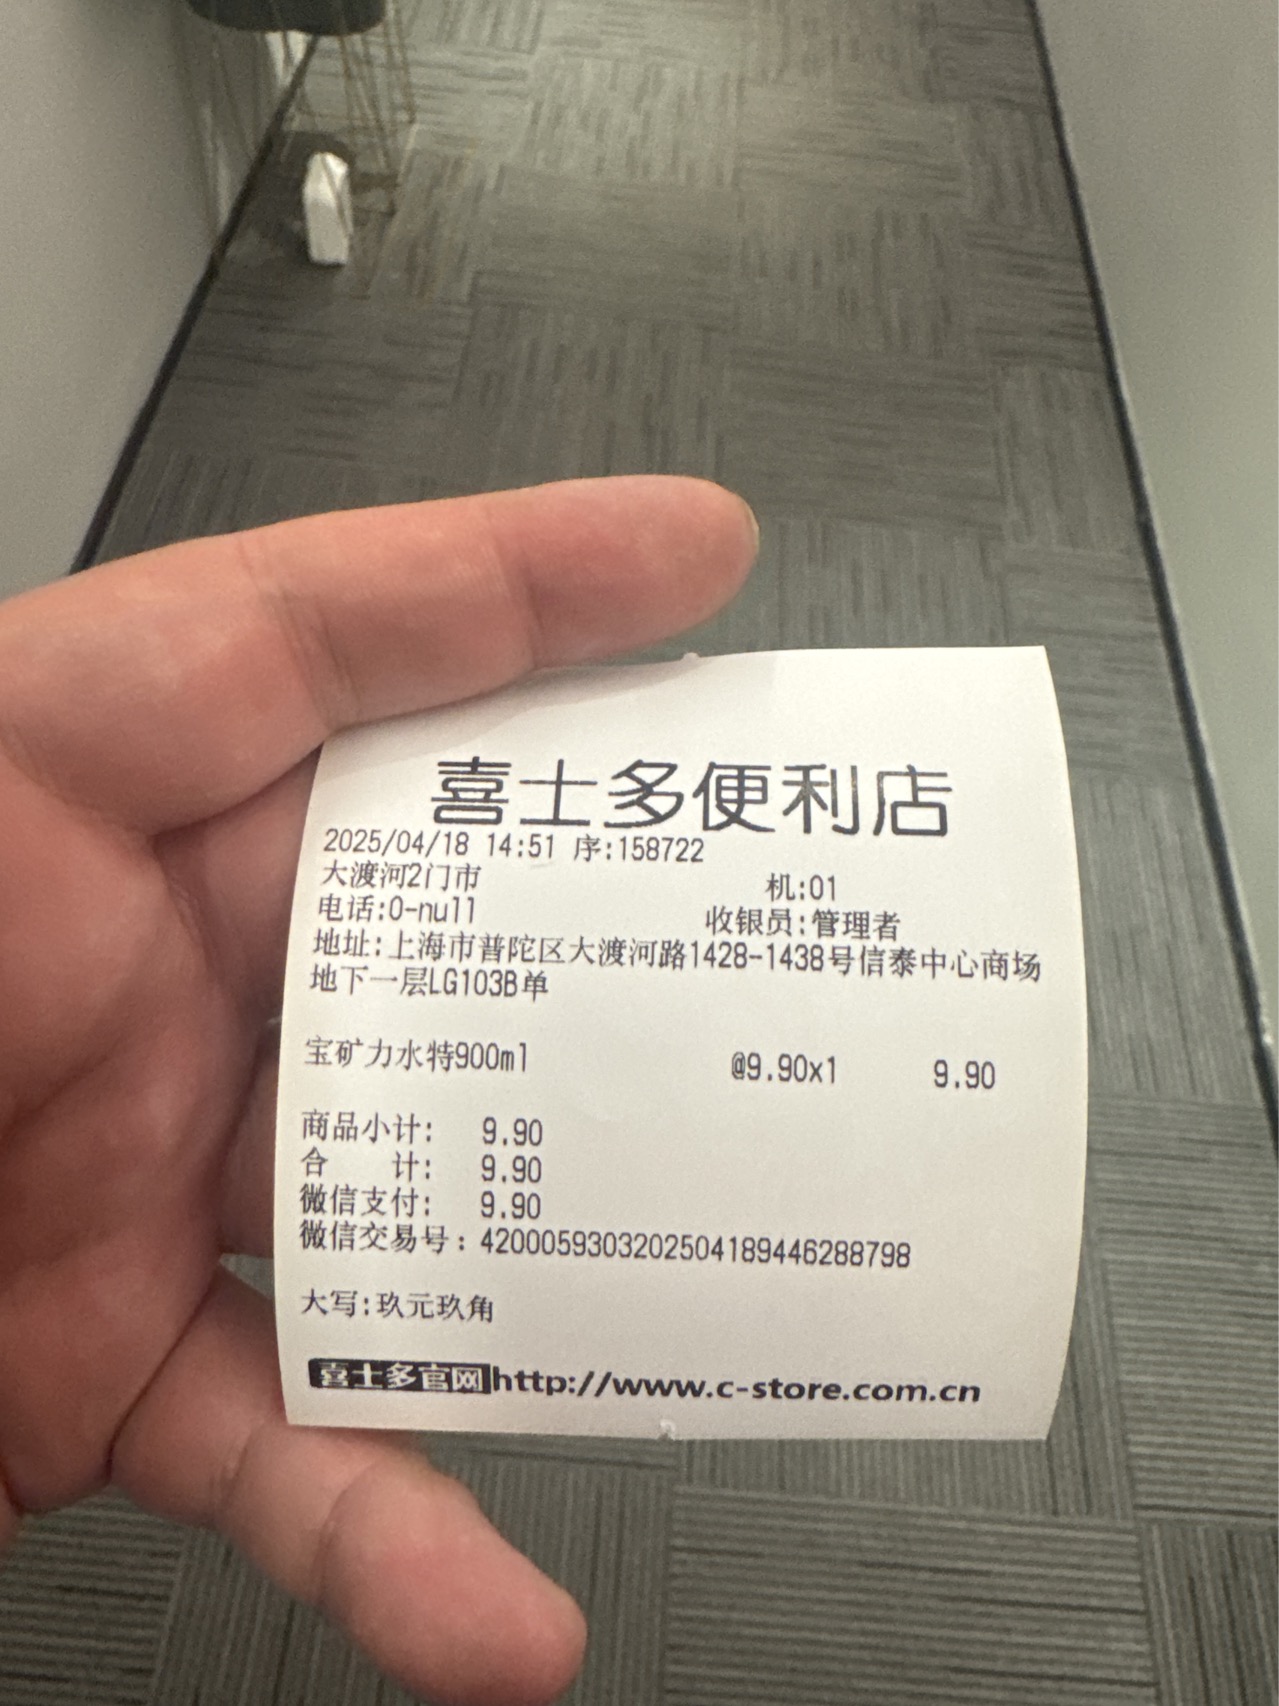 喜士多便利店
2025/04/18 14:51 序:158722
大渡河2门市 机:01
电话:0-null 收银员:管理者
地址:上海市普陀区大渡河路1428-1438号信泰中心商场
地下一层LG103B单
宝矿力水特900ml @9.90x1 9.90
商品小计: 9.90
合 计: 9.90
微信支付: 9.90
微信交易号:4200059303202504189446288798
大写:玖元玖角
喜士多官网http://www.c-store.com.cn